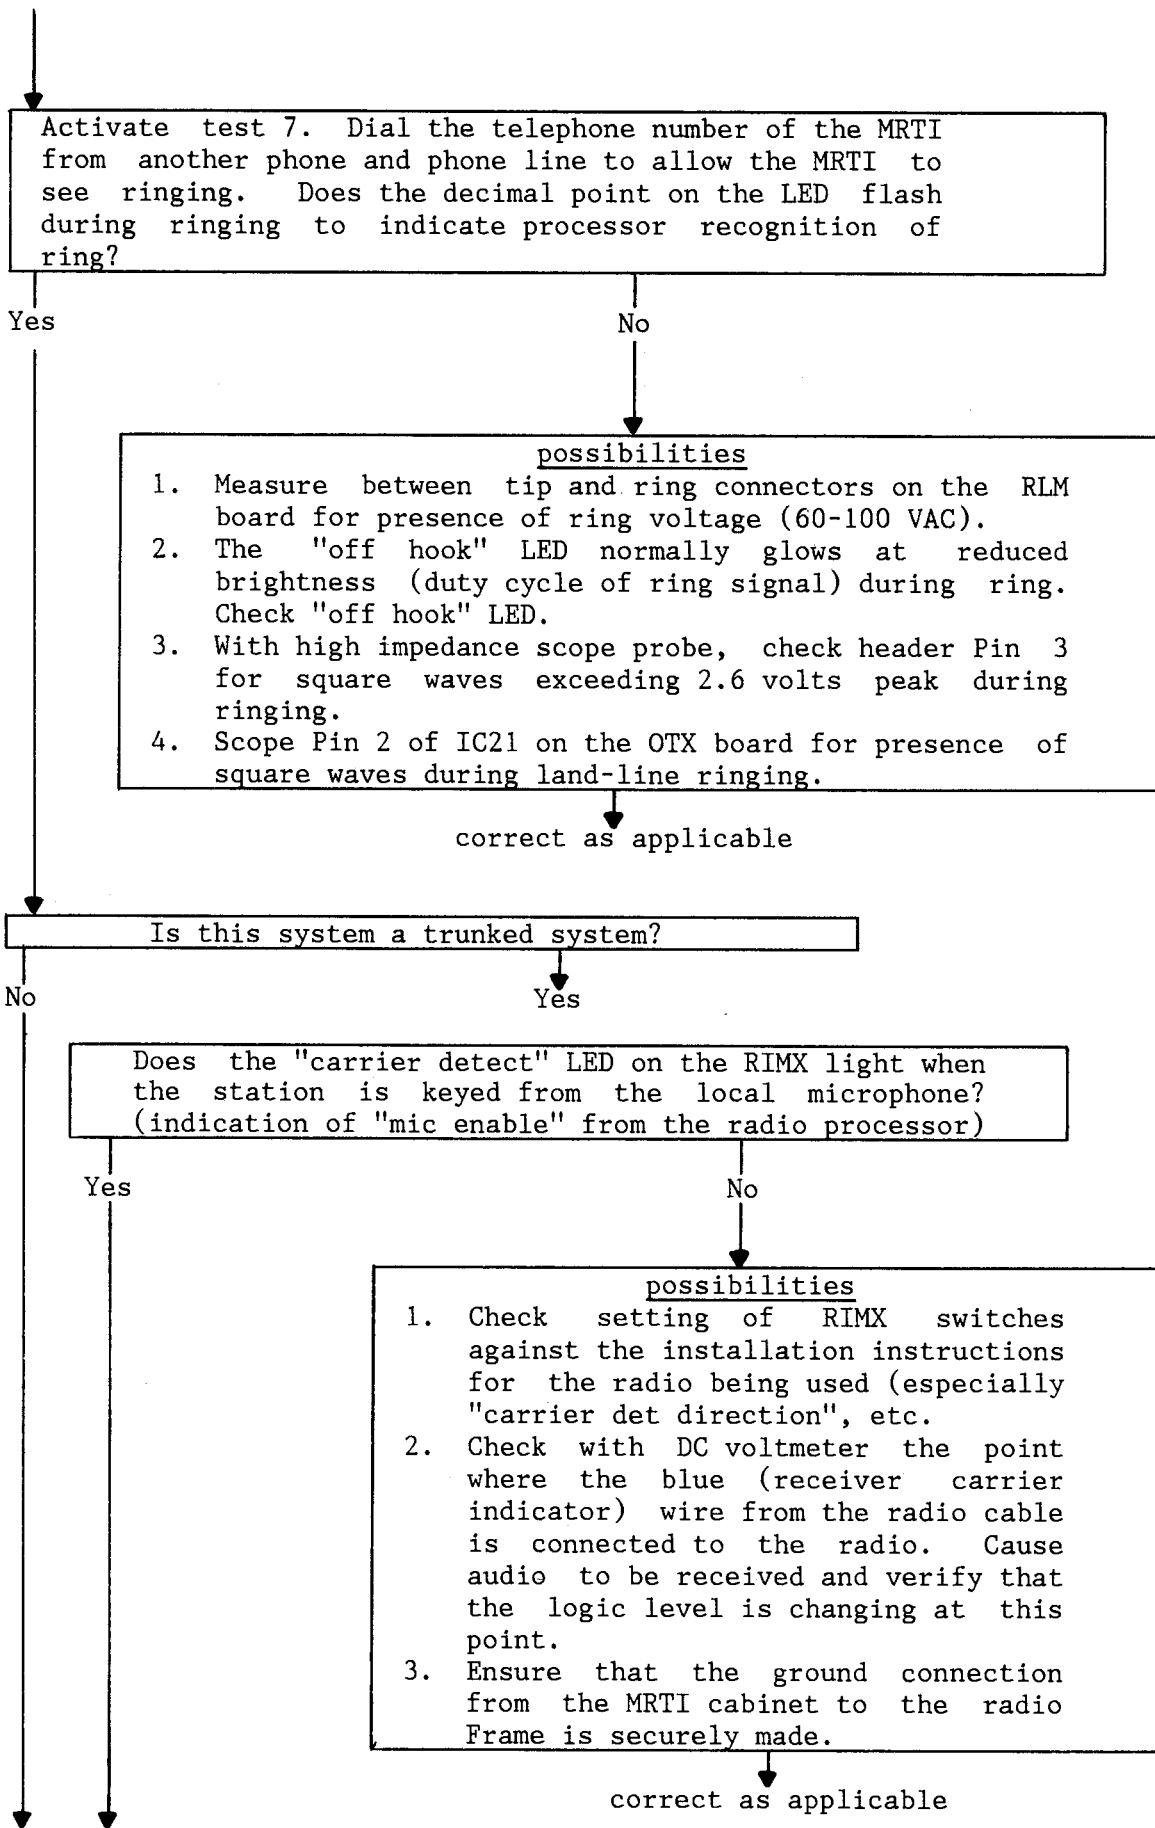 Activate test 7. Dial the telephone number of the MRTI
from another phone and phone line to allow the MRTI to
see ringing. Does the decimal point on the LED flash
during ringing to indicate processor recognition of
ring?
Yes
No
possibilities
1. Measure between tip and ring connectors on the RLM
board for presence of ring voltage (60-100 VAC).
2. The "off hook" LED normally glows at reduced
brightness (duty cycle of ring signal) during ring.
Check "off hook" LED.
3. With high impedance scope probe, check header Pin 3
for square waves exceeding 2.6 volts peak during
ringing.
4. Scope Pin 2 of IC21 on the OTX board for presence of
square waves during land-line ringing.
correct as applicable
Is this system a trunked system?
No
Yes
Does the "carrier detect" LED on the RIMX light when
the station is keyed from the local microphone?
(indication of "mic enable" from the radio processor)
Yes
No
possibilities
1. Check setting of RIMX switches
against the installation instructions
for the radio being used (especially
"carrier det direction", etc.
2. Check with DC voltmeter the point
where the blue (receiver carrier
indicator) wire from the radio cable
is connected to the radio. Cause
audio to be received and verify that
the logic level is changing at this
point.
3. Ensure that the ground connection
from the MRTI cabinet to the radio
Frame is securely made.
correct as applicable